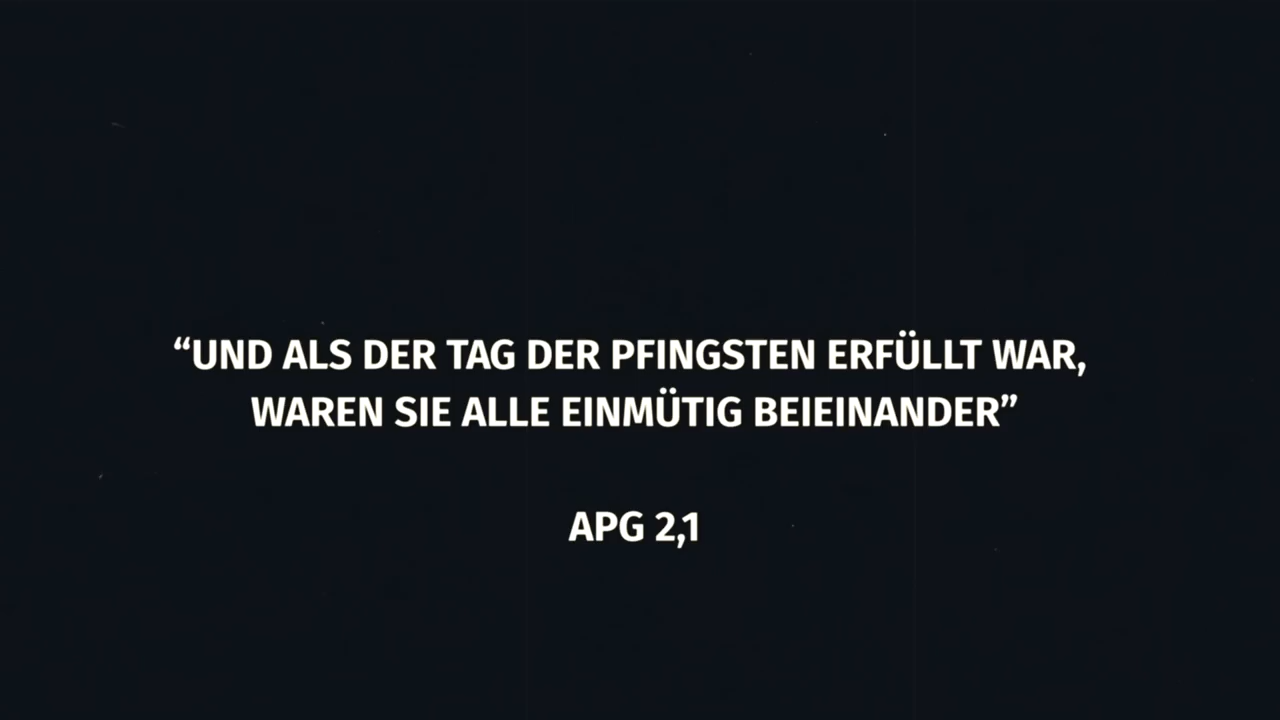 “UND ALS DER TAG DER PFINGSTEN ERFÜLLT WAR,
WAREN SIE ALLE EINMÜTIG BEIEINANDER”
APG 2,1